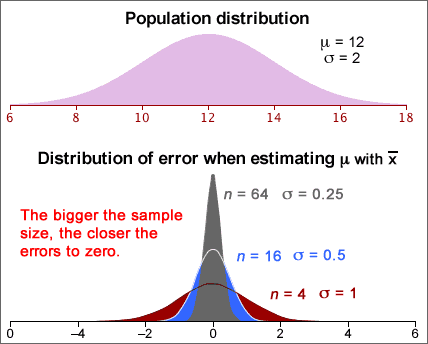 Population distribution
μ = 12
σ = 2
6 8 10 12 14 16 18
Distribution of error when estimating μ with x̅
n = 64 σ = 0.25
The bigger the sample
size, the closer the
errors to zero.
n = 16 σ = 0.5
n = 4 σ = 1
0 –4 –2 0 2 4 6